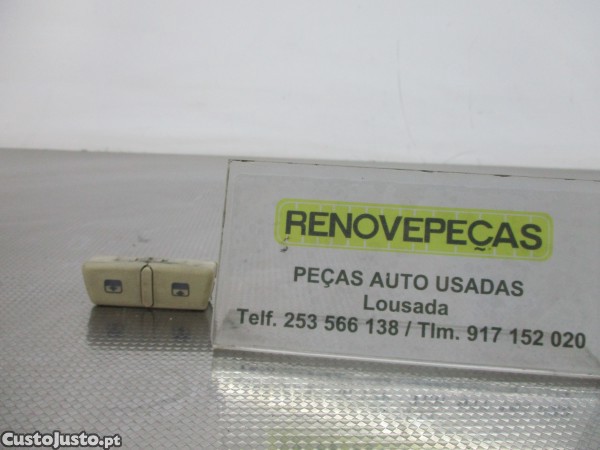 RENOVEPEÇAS
PEÇAS AUTO USADAS
Lousada
Telf. 253 566 138 / Tlm. 917 152 020
CustoJusto.pt